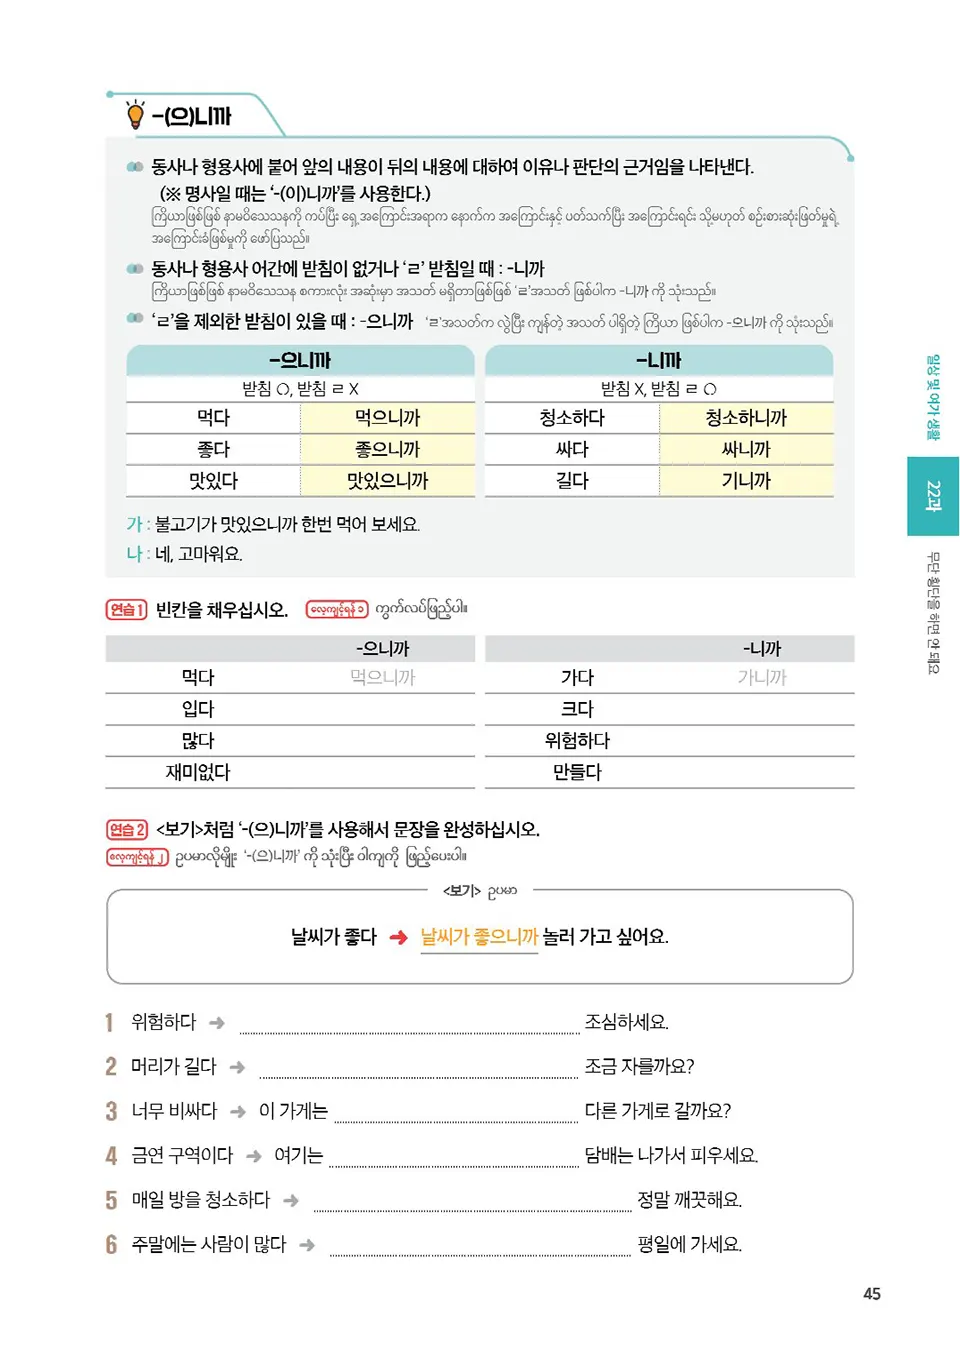 -(으)니까
동사나 형용사에 붙어 앞의 내용이 뒤의 내용에 대하여 이유나 판단의 근거임을 나타낸다.
(※ 명사일 때는 ‘-(이)니까’를 사용한다.)
ကြိယာဖြစ်ဖြစ် နာမဝိသေသနကို ကပ်ပြီး ရှေ့အကြောင်းအရာက နောက်က အကြောင်းနှင့် ပတ်သက်ပြီး အကြောင်းရင်း သို့မဟုတ် စဉ်းစားဆုံးဖြတ်မှုရဲ့
အကြောင်းခံဖြစ်မှုကို ဖော်ပြသည်။
동사나 형용사 어간에 받침이 없거나 ‘ㄹ’ 받침일 때 : -니까
ကြိယာဖြစ်ဖြစ် နာမဝိသေသန စကားလုံး အဆုံးမှာ အသတ် မရှိတာဖြစ်ဖြစ် ‘ㄹ’အသတ် ဖြစ်ပါက -니까 ကို သုံးသည်။
‘ㄹ’을 제외한 받침이 있을 때 : -으니까 ‘ㄹ’အသတ်က လွဲပြီး ကျန်တဲ့ အသတ် ပါရှိတဲ့ ကြိယာ ဖြစ်ပါက -으니까 ကို သုံးသည်။
-으니까 -니까
받침 O, 받침 ㄹ X 받침 X, 받침 ㄹ O
먹다 먹으니까 청소하다 청소하니까
좋다 좋으니까 싸다 싸니까
맛있다 맛있으니까 길다 기니까
가 : 불고기가 맛있으니까 한번 먹어 보세요.
나 : 네, 고마워요.
연습 1 빈칸을 채우십시오. လေ့ကျင့်ရန် ၁ ကွက်လပ်ဖြည့်ပါ။
-으니까 -니까
먹다 먹으니까 가다 가니까
입다 크다
많다 위험하다
재미없다 만들다
연습 2 <보기>처럼 ‘-(으)니까’를 사용해서 문장을 완성하십시오.
လေ့ကျင့်ရန် ၂ ဥပမာလိုမျိုး ‘-(으)니까’ ကို သုံးပြီး ဝါကျကို ဖြည့်ပေးပါ။
<보기> ဥပမာ
날씨가 좋다 ➜ 날씨가 좋으니까 놀러 가고 싶어요.
1 위험하다 ➜ 조심하세요.
2 머리가 길다 ➜ 조금 자를까요?
3 너무 비싸다 ➜ 이 가게는 다른 가게로 갈까요?
4 금연 구역이다 ➜ 여기는 담배는 나가서 피우세요.
5 매일 방을 청소하다 ➜ 정말 깨끗해요.
6 주말에는 사람이 많다 ➜ 평일에 가세요.
일상 및 여가 생활
22과
무단 횡단을 하면 안 돼요
45